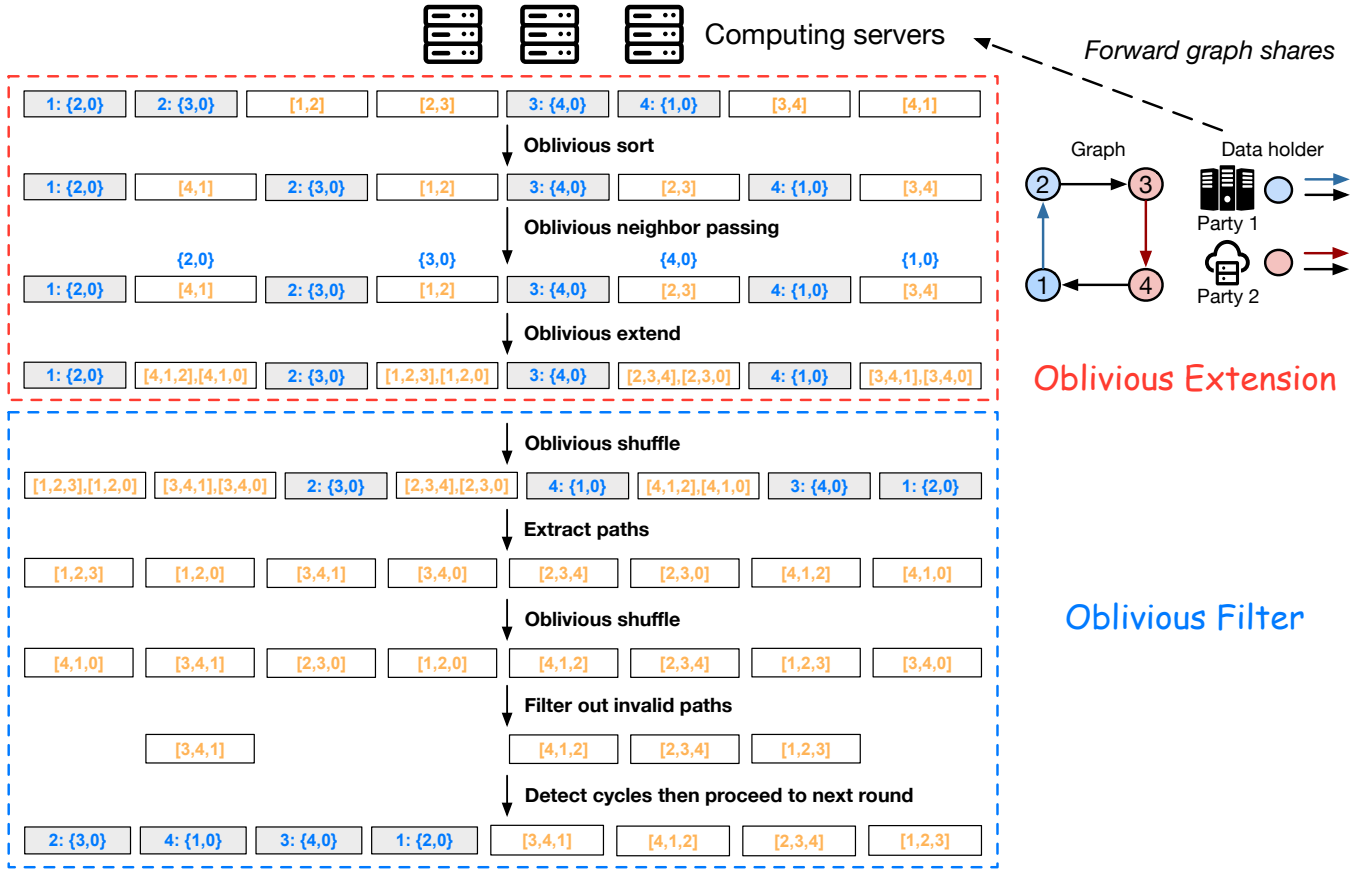 Computing servers
Forward graph shares
1: {2,0} 2: {3,0} [1,2] [2,3] 3: {4,0} 4: {1,0} [3,4] [4,1]
Oblivious sort
1: {2,0} [4,1] 2: {3,0} [1,2] 3: {4,0} [2,3] 4: {1,0} [3,4]
Oblivious neighbor passing
{2,0} {3,0} {4,0} {1,0}
1: {2,0} [4,1] 2: {3,0} [1,2] 3: {4,0} [2,3] 4: {1,0} [3,4]
Oblivious extend
1: {2,0} [4,1,2],[4,1,0] 2: {3,0} [1,2,3],[1,2,0] 3: {4,0} [2,3,4],[2,3,0] 4: {1,0} [3,4,1],[3,4,0]
Graph
2 3
1 4
Data holder
Party 1
Party 2
Oblivious Extension
Oblivious shuffle
[1,2,3],[1,2,0] [3,4,1],[3,4,0] 2: {3,0} [2,3,4],[2,3,0] 4: {1,0} [4,1,2],[4,1,0] 3: {4,0} 1: {2,0}
Extract paths
[1,2,3] [1,2,0] [3,4,1] [3,4,0] [2,3,4] [2,3,0] [4,1,2] [4,1,0]
Oblivious shuffle
[4,1,0] [3,4,1] [2,3,0] [1,2,0] [4,1,2] [2,3,4] [1,2,3] [3,4,0]
Filter out invalid paths
[3,4,1] [4,1,2] [2,3,4] [1,2,3]
Detect cycles then proceed to next round
2: {3,0} 4: {1,0} 3: {4,0} 1: {2,0} [3,4,1] [4,1,2] [2,3,4] [1,2,3]
Oblivious Filter